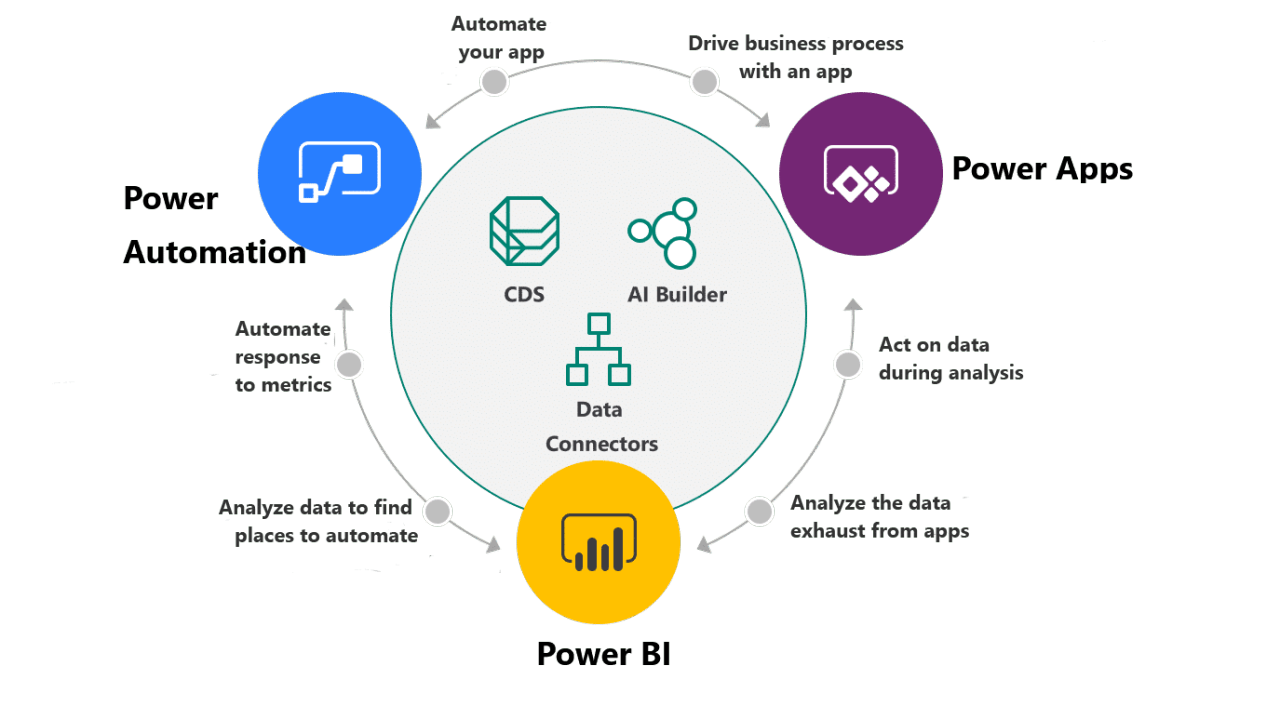 Automate
your app
Drive business process
with an app
Power Apps
Power
Automation
CDS
AI Builder
Data
Connectors
Automate
response
to metrics
Act on data
during analysis
Analyze data to find
places to automate
Analyze the data
exhaust from apps
Power BI